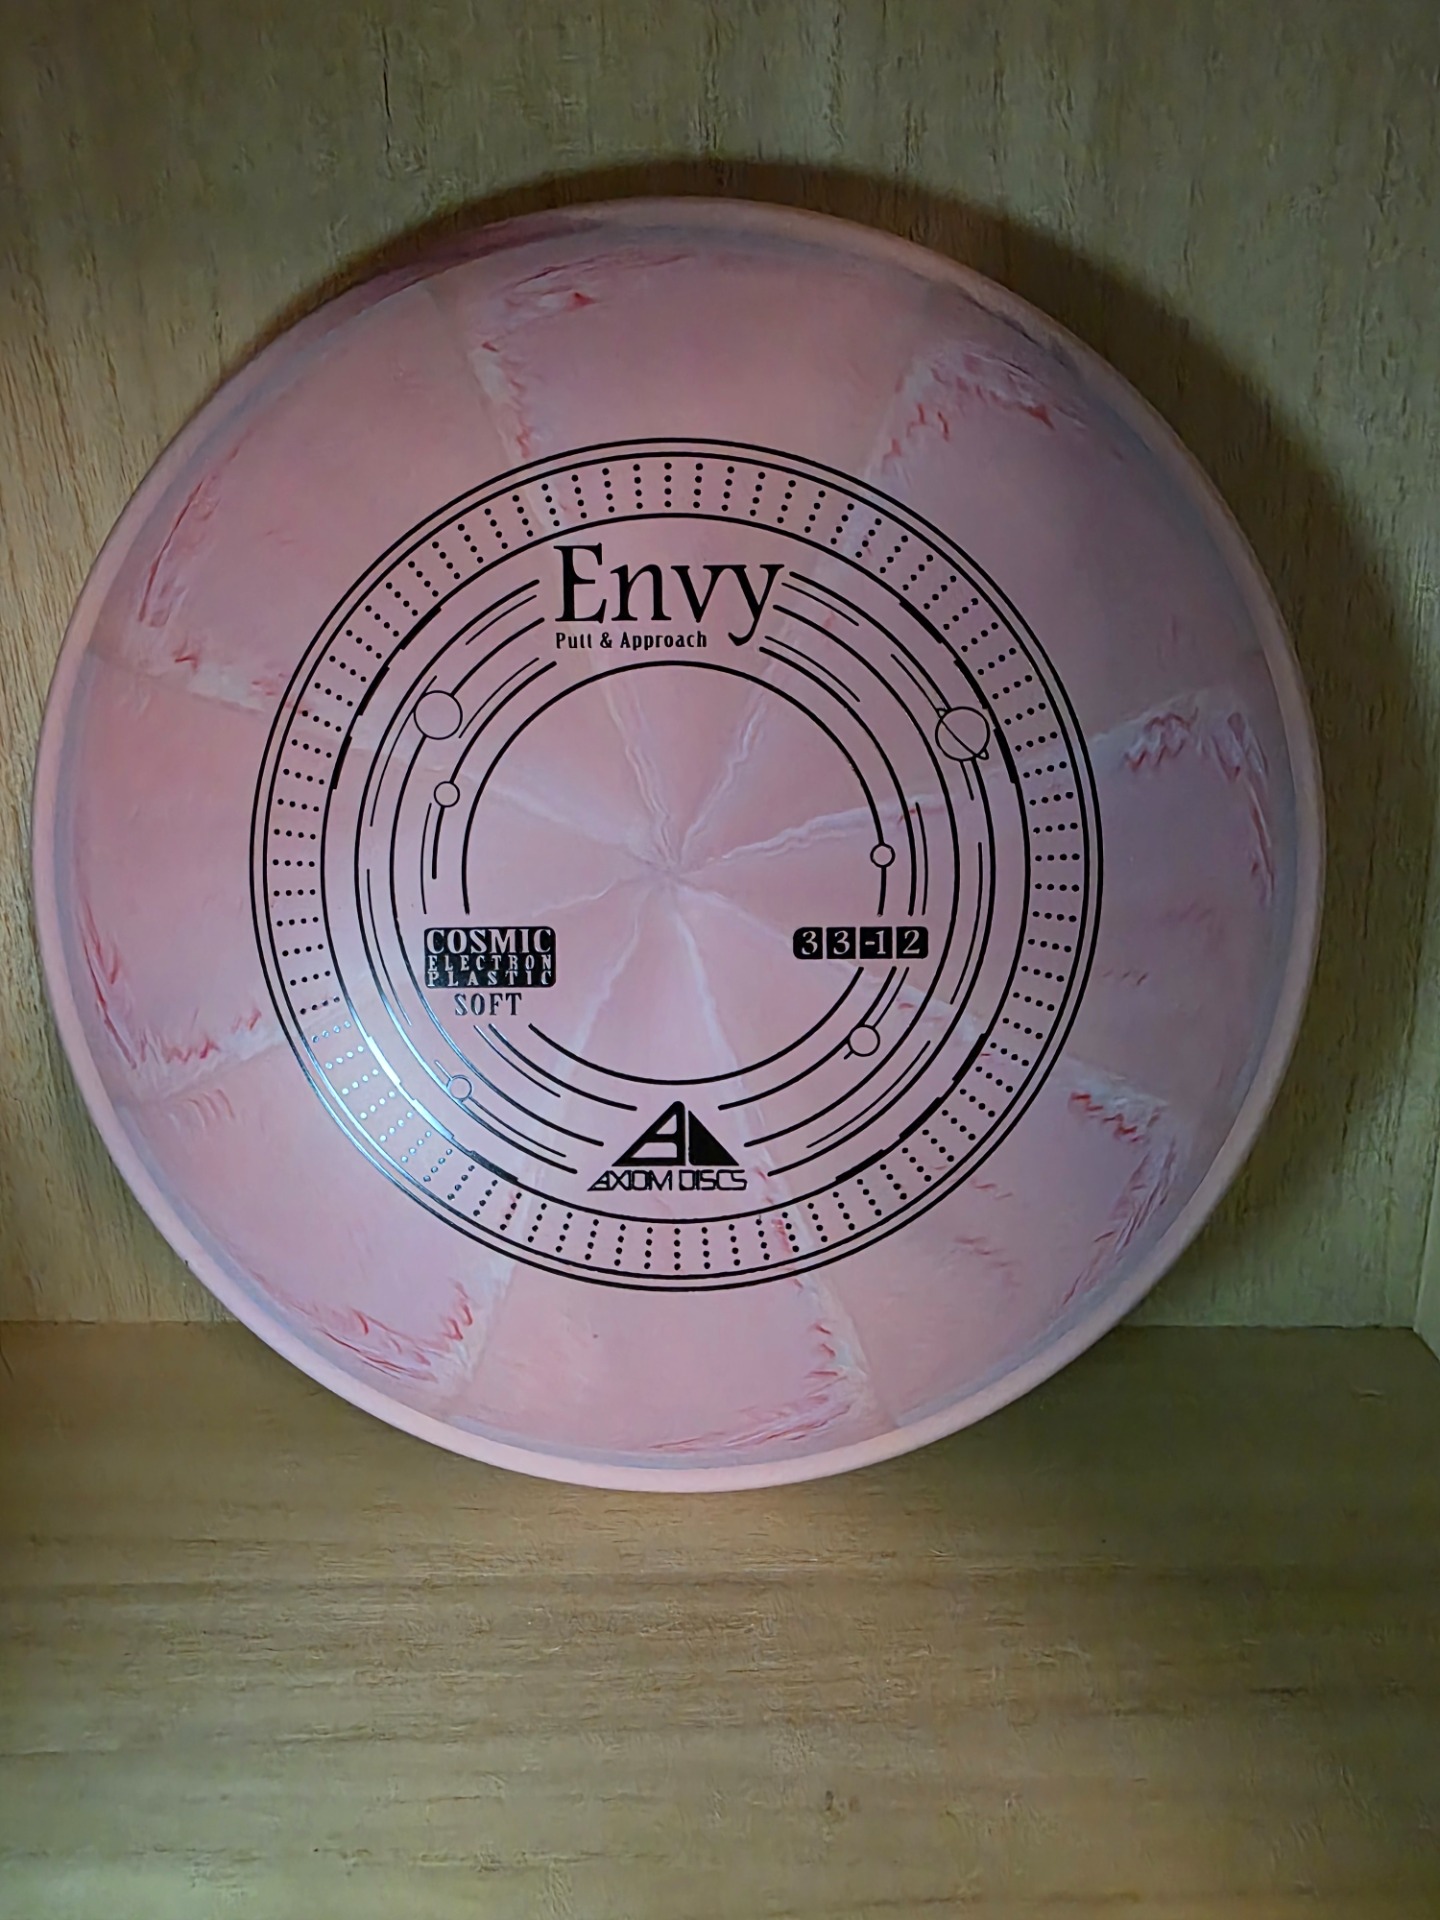 Envy
Putt & Approach
COSMIC
ELECTRON
PLASTIC
SOFT
3 3 -1 2
AXIOM DISCS